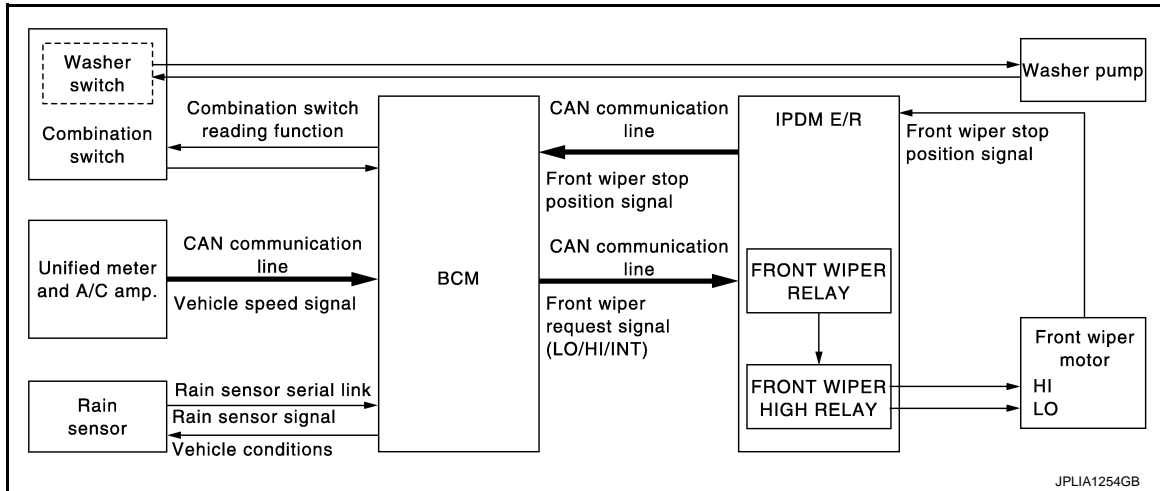 Washer
switch
Combination
switch
Combination switch
reading function
Unified meter
and A/C amp.
CAN communication
line
Vehicle speed signal
Rain
sensor
Rain sensor serial link
Rain sensor signal
Vehicle conditions
BCM
CAN communication
line
Front wiper stop
position signal
CAN communication
line
Front wiper
request signal
(LO/HI/INT)
IPDM E/R
FRONT WIPER
RELAY
FRONT WIPER
HIGH RELAY
Washer pump
Front wiper stop
position signal
Front wiper
motor
HI
LO
JPLIA1254GB